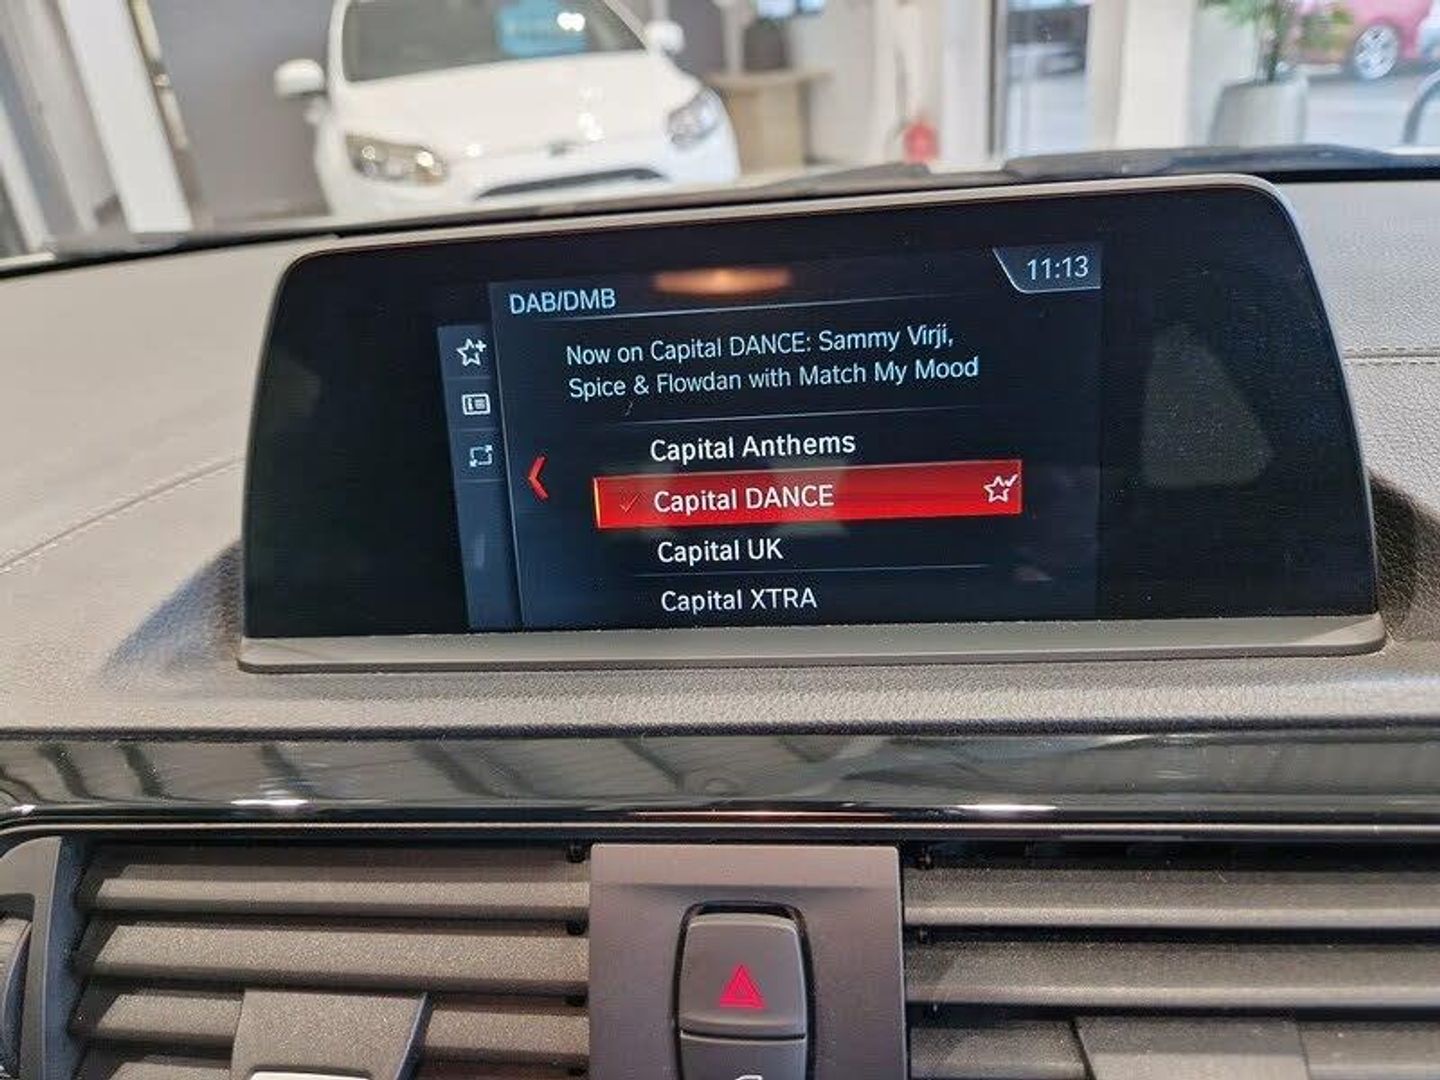 DAB/DMB
11:13
Now on Capital DANCE: Sammy Virji,
Spice & Flowdan with Match My Mood
Capital Anthems
Capital DANCE
Capital UK
Capital XTRA